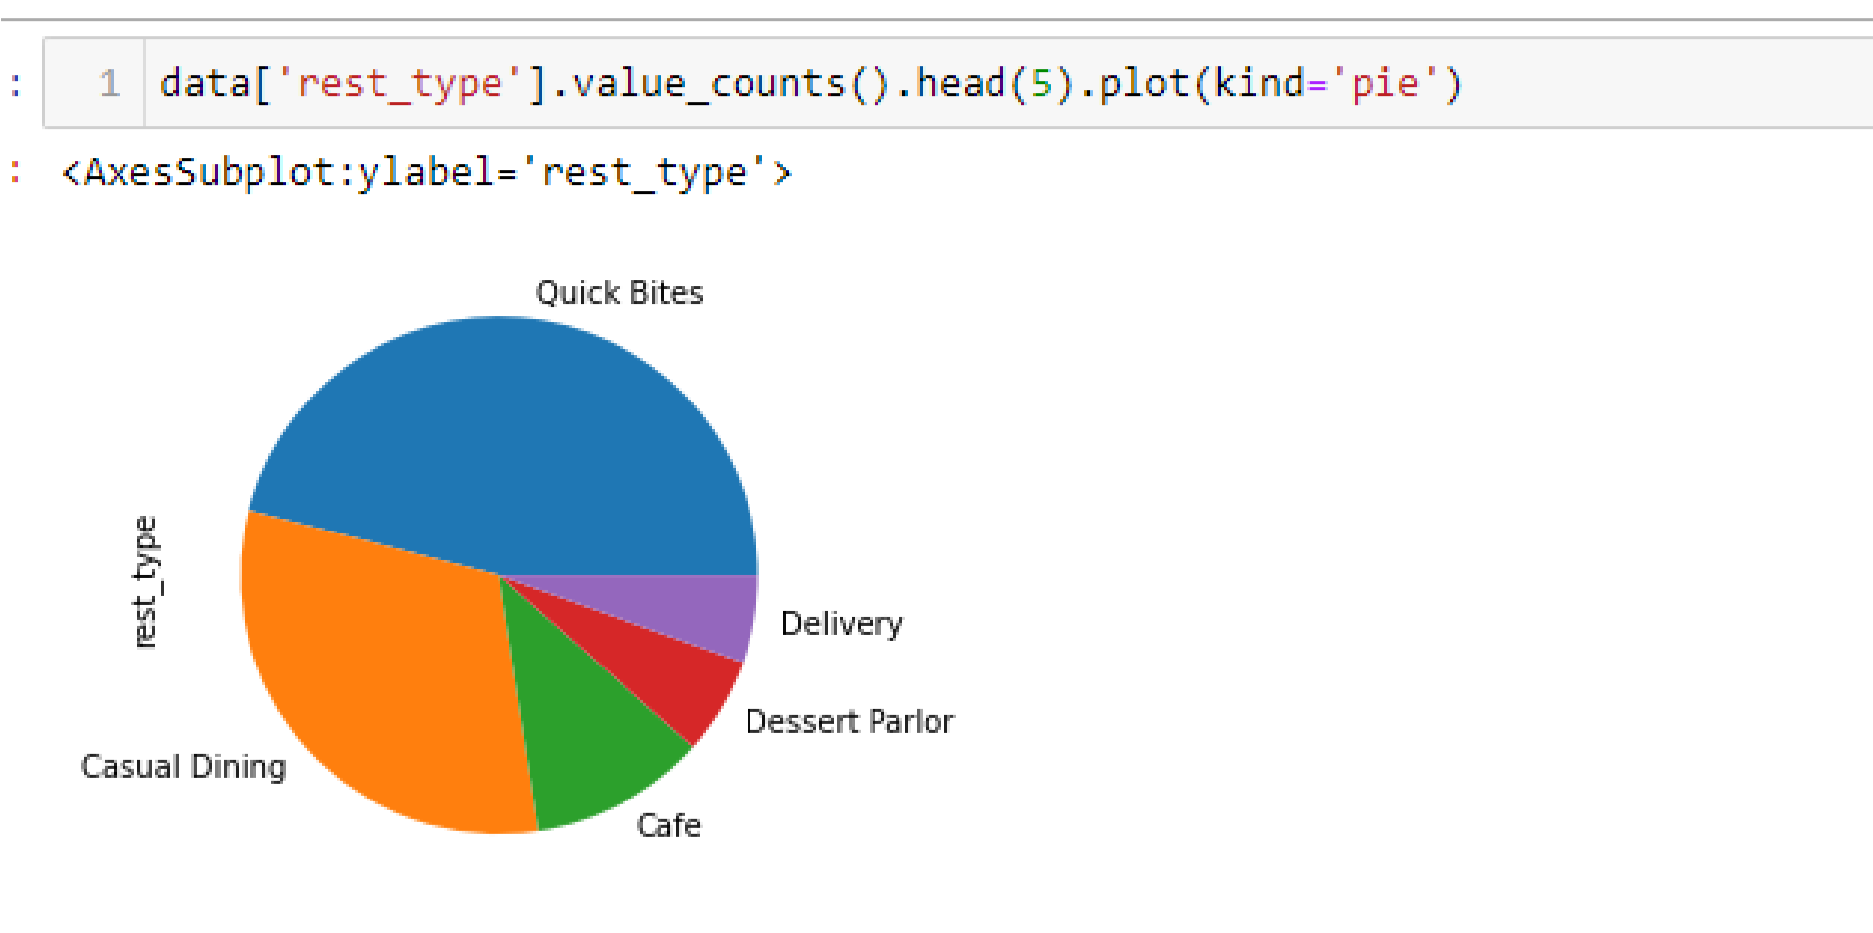 : 1 data['rest_type'].value_counts().head(5).plot(kind='pie')
: <AxesSubplot:ylabel='rest_type'>
Quick Bites
rest_type
Delivery
Dessert Parlor
Casual Dining
Cafe